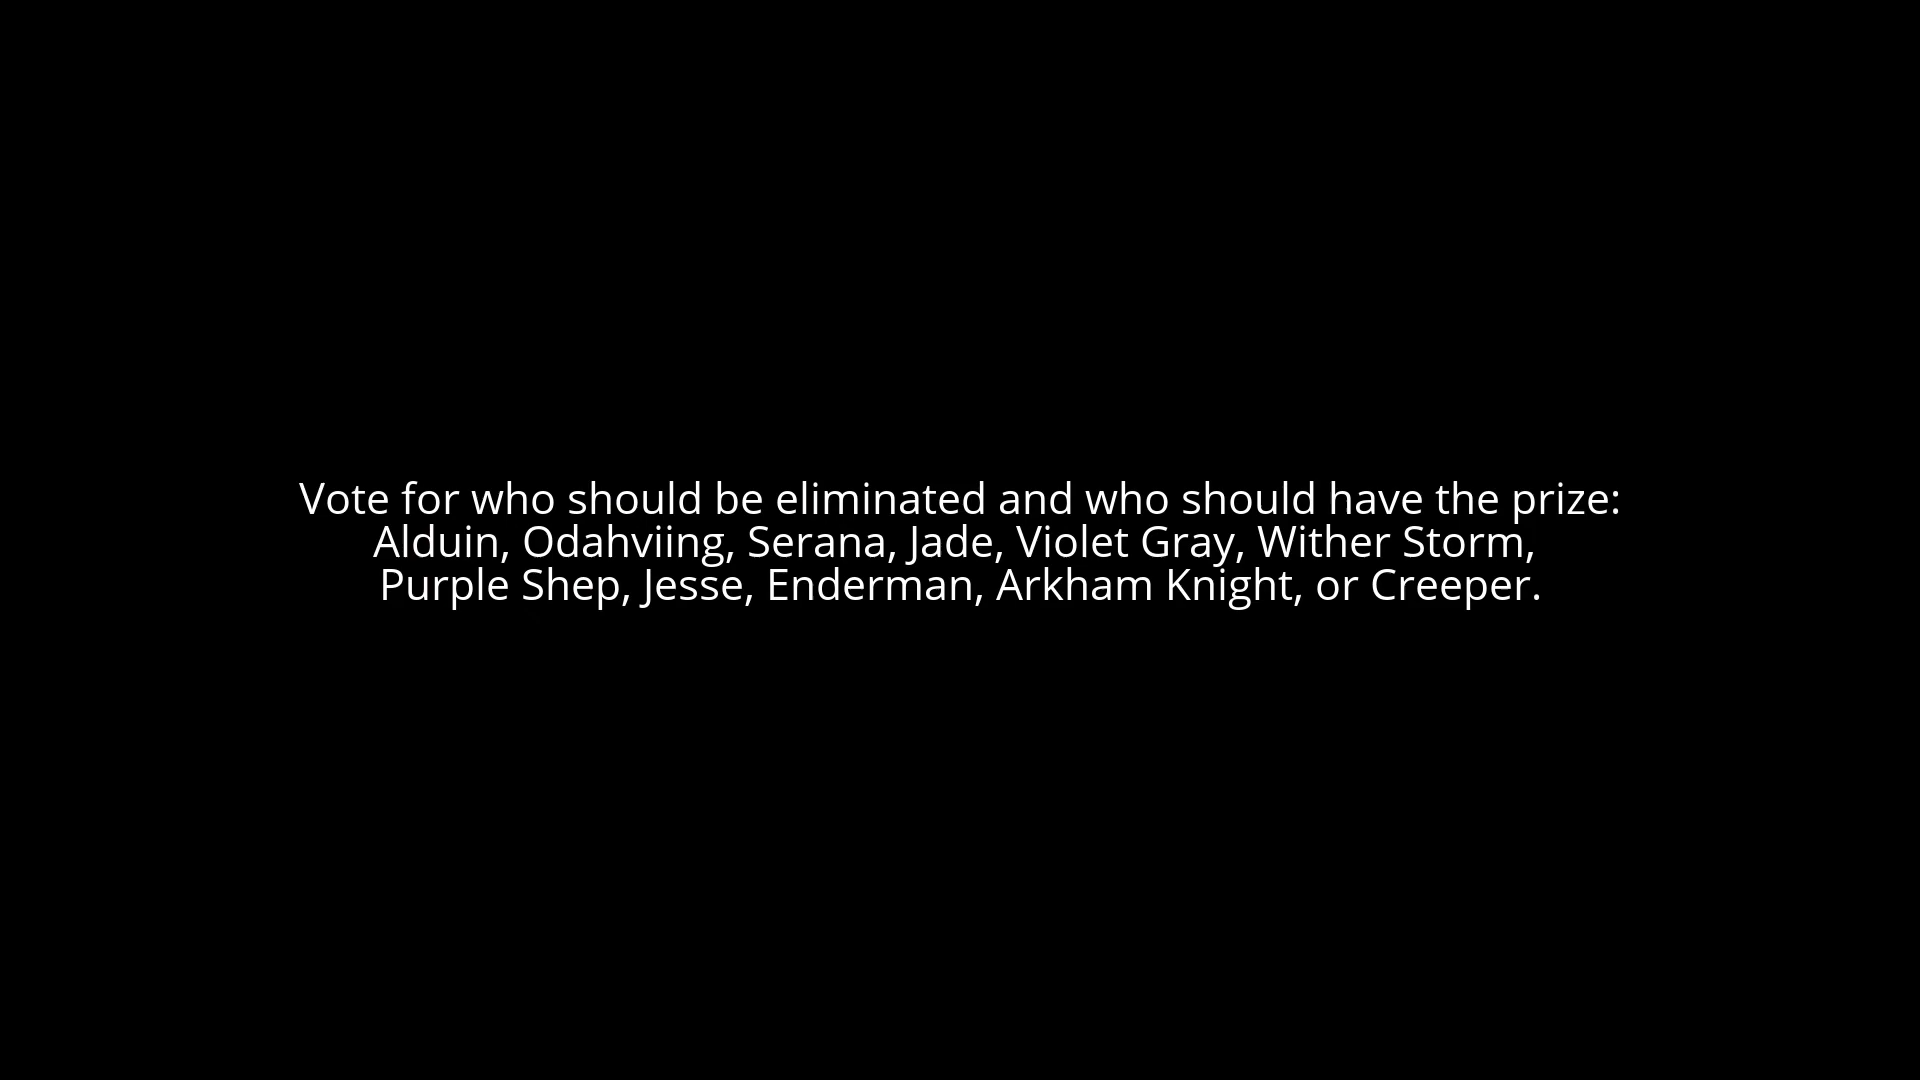 Vote for who should be eliminated and who should have the prize:
Alduin, Odahviing, Serana, Jade, Violet Gray, Wither Storm,
Purple Shep, Jesse, Enderman, Arkham Knight, or Creeper.